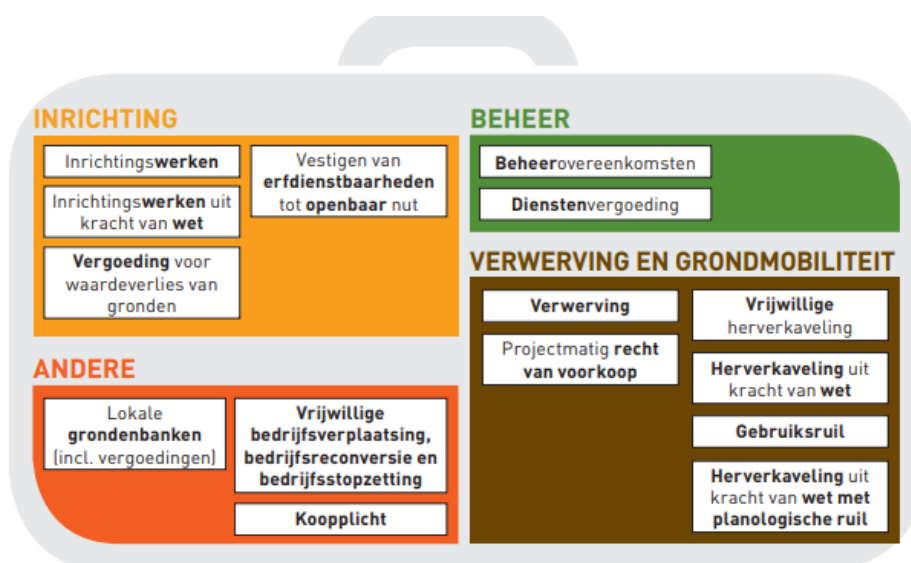 INRICHTING
Inrichtingswerken
Inrichtingswerken uit
kracht van wet
Vergoeding voor
waardeverlies van
gronden
Vestigen van
erfdienstbaarheden
tot openbaar nut
BEHEER
Beheerovereenkomsten
Dienstenvergoeding
VERWERVING EN GRONDMOBILITEIT
Verwerving
Projectmatig recht
van voorkoop
Vrijwillige
herverkaveling
Herverkaveling uit
kracht van wet
Gebruiksruil
Herverkaveling uit
kracht van wet met
planologische ruil
ANDERE
Lokale
grondenbanken
(incl. vergoedingen)
Vrijwillige
bedrijfsverplaatsing,
bedrijfsreconversie en
bedrijfsstopzetting
Koopplicht